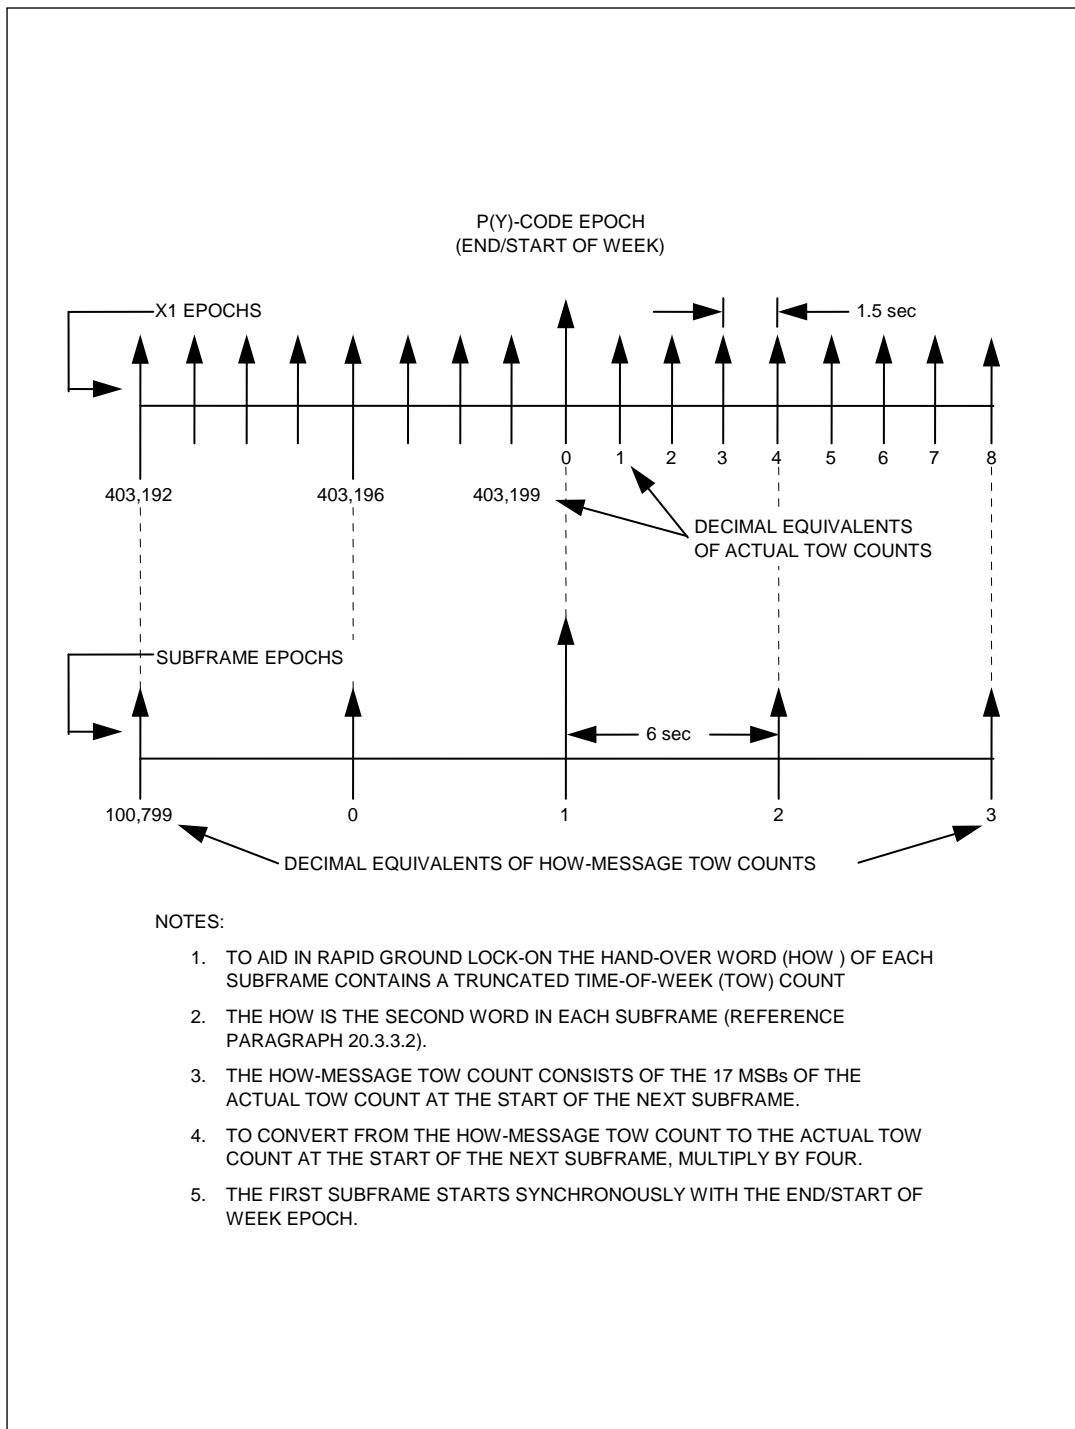 P(Y)-CODE EPOCH
(END/START OF WEEK)
X1 EPOCHS
1.5 sec
0 1 2 3 4 5 6 7 8
403,192 403,196 403,199
DECIMAL EQUIVALENTS
OF ACTUAL TOW COUNTS
SUBFRAME EPOCHS
6 sec
100,799 0 1 2 3
DECIMAL EQUIVALENTS OF HOW-MESSAGE TOW COUNTS
NOTES:
1. TO AID IN RAPID GROUND LOCK-ON THE HAND-OVER WORD (HOW ) OF EACH
SUBFRAME CONTAINS A TRUNCATED TIME-OF-WEEK (TOW) COUNT
2. THE HOW IS THE SECOND WORD IN EACH SUBFRAME (REFERENCE
PARAGRAPH 20.3.3.2).
3. THE HOW-MESSAGE TOW COUNT CONSISTS OF THE 17 MSBs OF THE
ACTUAL TOW COUNT AT THE START OF THE NEXT SUBFRAME.
4. TO CONVERT FROM THE HOW-MESSAGE TOW COUNT TO THE ACTUAL TOW
COUNT AT THE START OF THE NEXT SUBFRAME, MULTIPLY BY FOUR.
5. THE FIRST SUBFRAME STARTS SYNCHRONOUSLY WITH THE END/START OF
WEEK EPOCH.